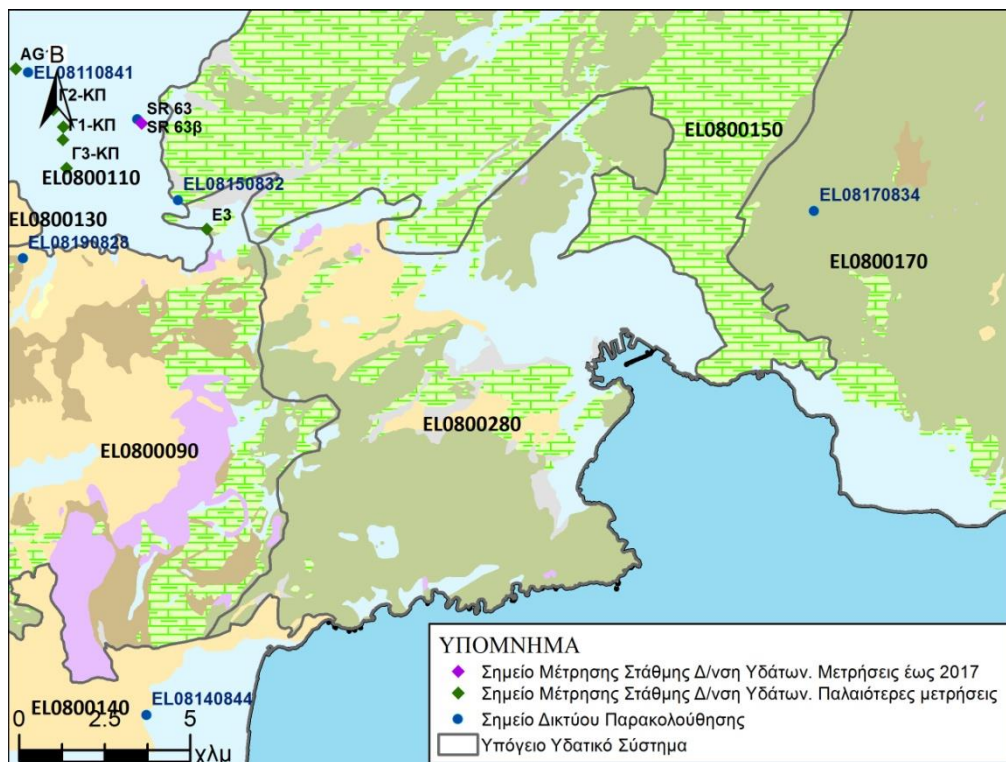 AG
Β
EL08110841
Γ2-ΚΠ
SR 63
SR 63β
Γ1-ΚΠ
Γ3-ΚΠ
EL0800110
EL0800150
EL08150832
EL08170834
EL0800130
E3
EL08190828
EL0800170
EL0800280
EL0800090
EL0800140
EL08140844
0 2.5 5
χλμ
ΥΠΟΜΝΗΜΑ
Σημείο Μέτρησης Στάθμης Δ/νση Υδάτων. Μετρήσεις έως 2017
Σημείο Μέτρησης Στάθμης Δ/νση Υδάτων. Παλαιότερες μετρήσεις
Σημείο Δικτύου Παρακολούθησης
Υπόγειο Υδατικό Σύστημα